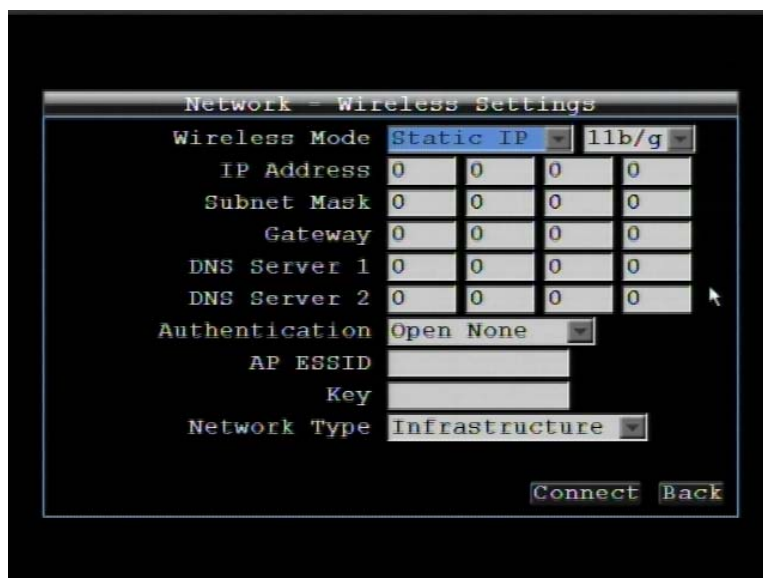 Network - Wireless Settings
Wireless Mode Static IP 11b/g
IP Address 0 0 0 0
Subnet Mask 0 0 0 0
Gateway 0 0 0 0
DNS Server 1 0 0 0 0
DNS Server 2 0 0 0 0
Authentication Open None
AP ESSID
Key
Network Type Infrastructure
Connect Back